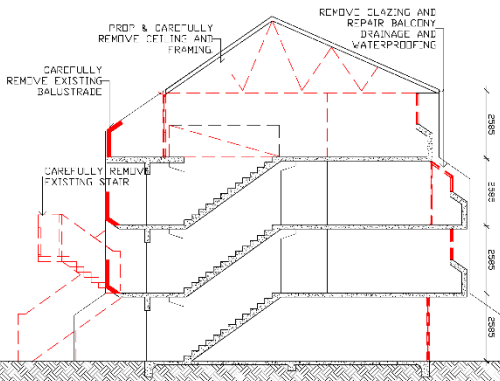 PROP & CAREFULLY
REMOVE CEILING AND
FRAMING
REMOVE GLAZING AND
REPAIR BALCONY
DRAINAGE AND
WATERPROOFING
CAREFULLY
REMOVE EXISTING
BALUSTRADE
CAREFULLY REMOVE
EXISTING STAIR
2585
2585
2585
2585